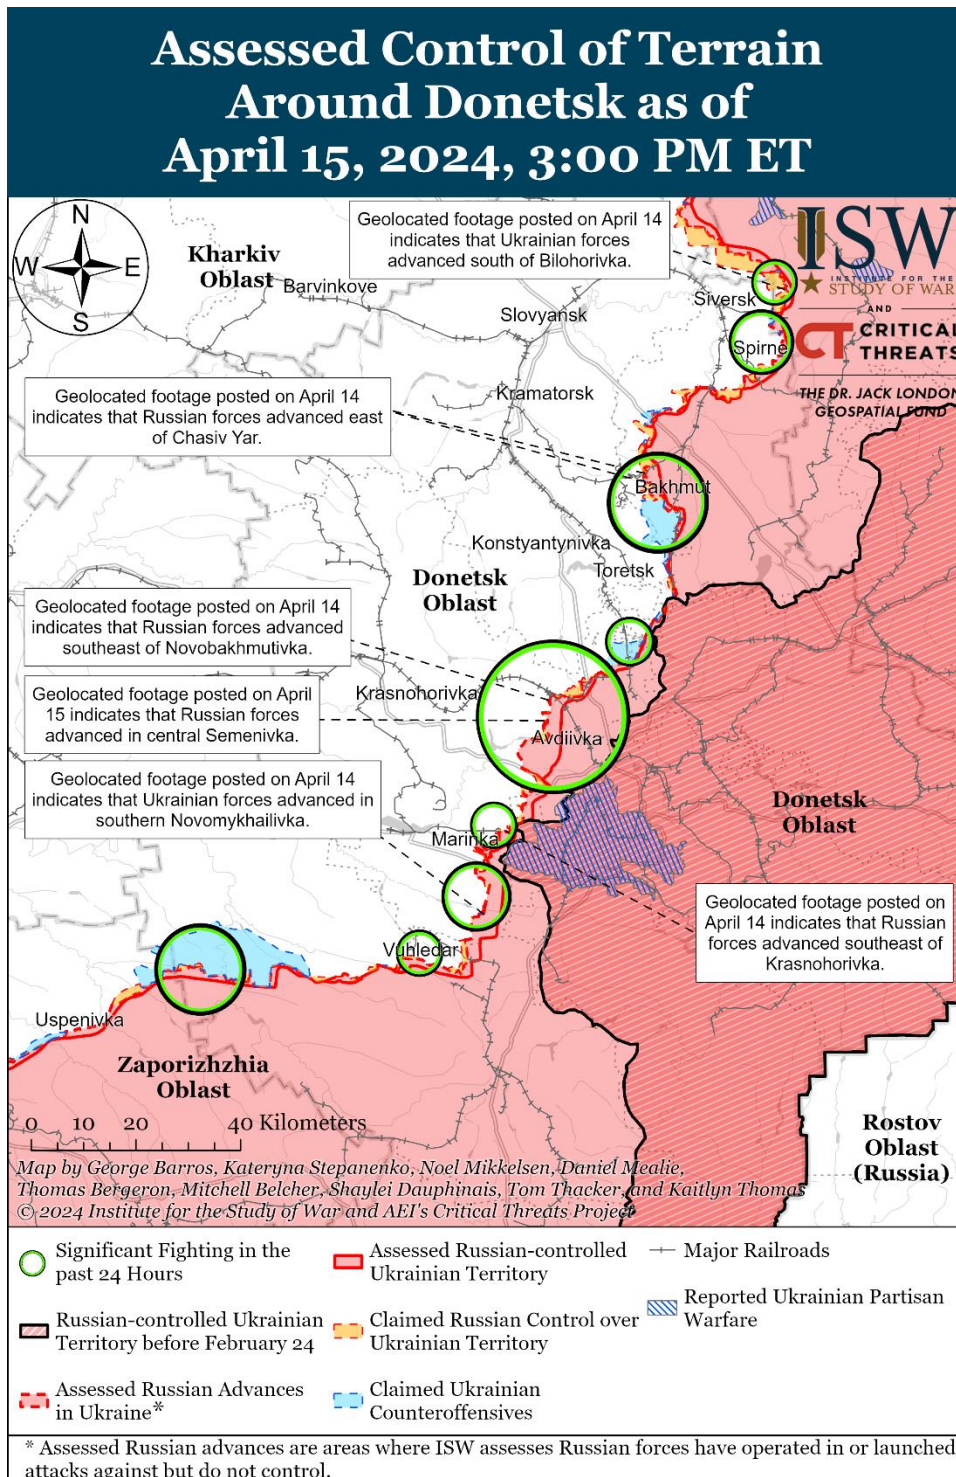 Assessed Control of Terrain
Around Donetsk as of
April 15, 2024, 3:00 PM ET
N
W
E
S
Geolocated footage posted on April 14
indicates that Ukrainian forces
advanced south of Bilohorivka.
ISW
INSTITUTE FOR THE
STUDY OF WAR
AND
CT CRITICAL
THREATS
THE DR. JACK LONDON
GEOSPATIAL FUND
Kharkiv
Oblast
Barvinkove
Slovyansk
Siversk
Spirne
Kramatorsk
Geolocated footage posted on April 14
indicates that Russian forces advanced east
of Chasiv Yar.
Bakhmut
Konstyantynivka
Toretsk
Donetsk
Oblast
Geolocated footage posted on April 14
indicates that Russian forces advanced
southeast of Novobakhmutivka.
Krasnohorivka
Geolocated footage posted on April
15 indicates that Russian forces
advanced in central Semenivka.
Avdiivka
Geolocated footage posted on April 14
indicates that Ukrainian forces advanced in
southern Novomykhailivka.
Donetsk
Oblast
Marinka
Geolocated footage posted on
April 14 indicates that Russian
forces advanced southeast of
Krasnohorivka.
Vuhledar
Uspenivka
Zaporizhzhia
Oblast
Rostov
Oblast
(Russia)
0 10 20 40 Kilometers
Map by George Barros, Kateryna Stepanenko, Noel Mikkelsen, Daniel Mealie,
Thomas Bergeron, Mitchell Belcher, Shaylei Dauphinais, Tom Thacker, and Kaitlyn Thomas
© 2024 Institute for the Study of War and AEI's Critical Threats Project
Significant Fighting in the
past 24 Hours
Russian-controlled Ukrainian
Territory before February 24
Assessed Russian Advances
in Ukraine*
Assessed Russian-controlled
Ukrainian Territory
Claimed Russian Control over
Ukrainian Territory
Claimed Ukrainian
Counteroffensives
Major Railroads
Reported Ukrainian Partisan
Warfare
* Assessed Russian advances are areas where ISW assesses Russian forces have operated in or launched
attacks against but do not control.